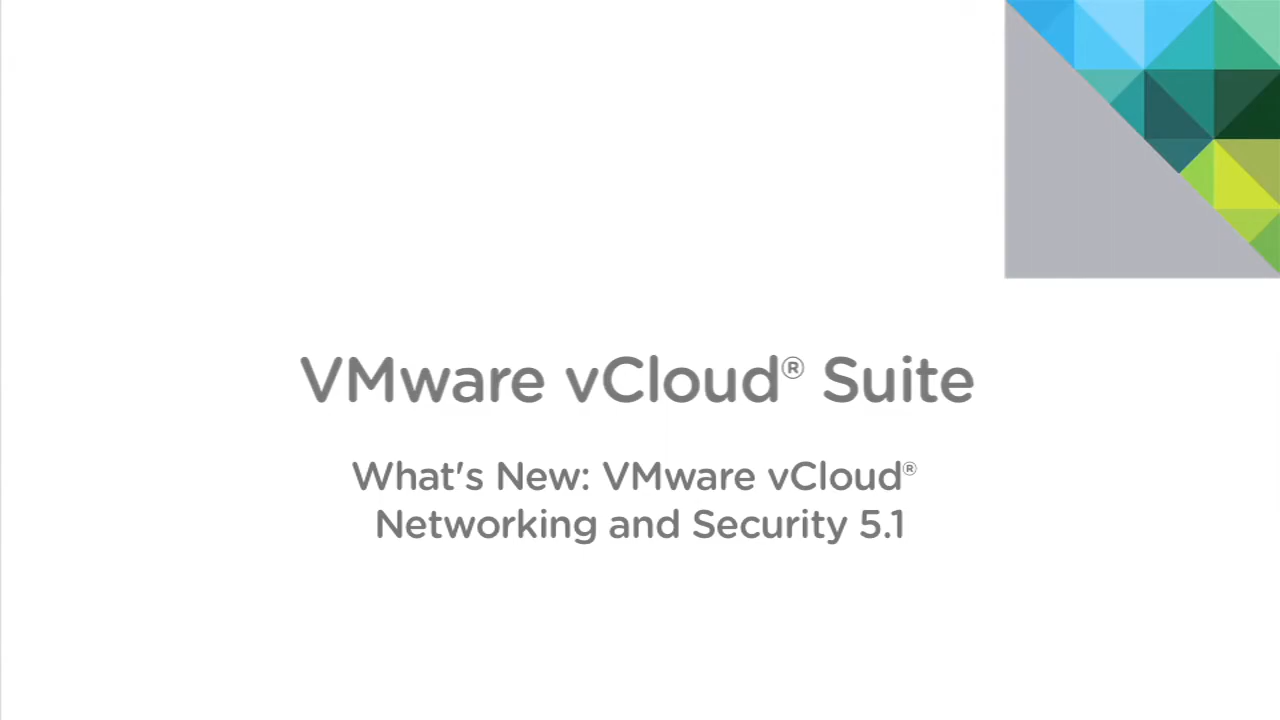 VMware vCloud® Suite
What's New: VMware vCloud®
Networking and Security 5.1